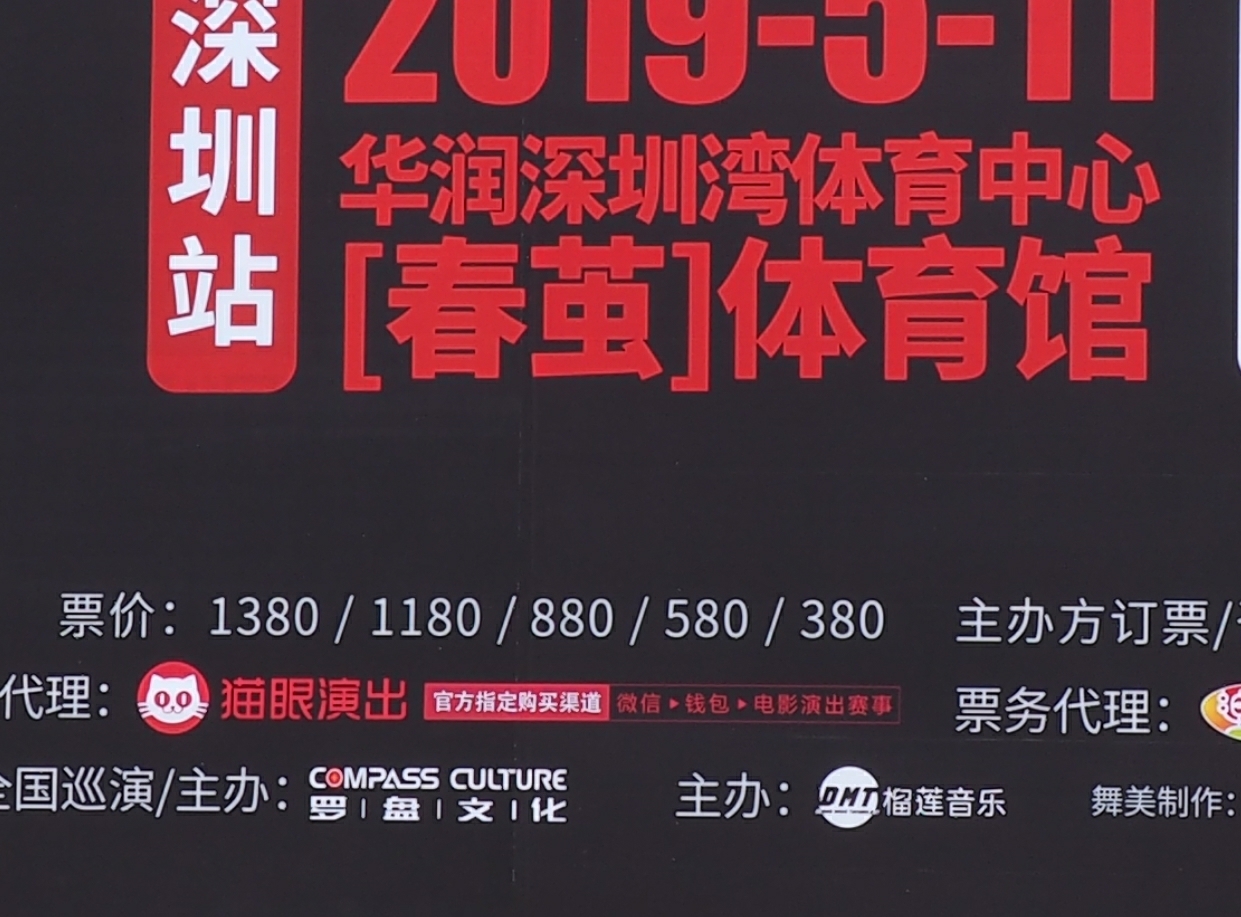 深圳站
2019-5-11
华润深圳湾体育中心
[春茧]体育馆
票价：1380 / 1180 / 880 / 580 / 380
主办方订票/
代理：猫眼演出 官方指定购买渠道 微信▸钱包▸电影演出赛事
票务代理：
全国巡演/主办：COMPASS CULTURE
罗|盘|文|化
主办：DMT榴莲音乐
舞美制作：